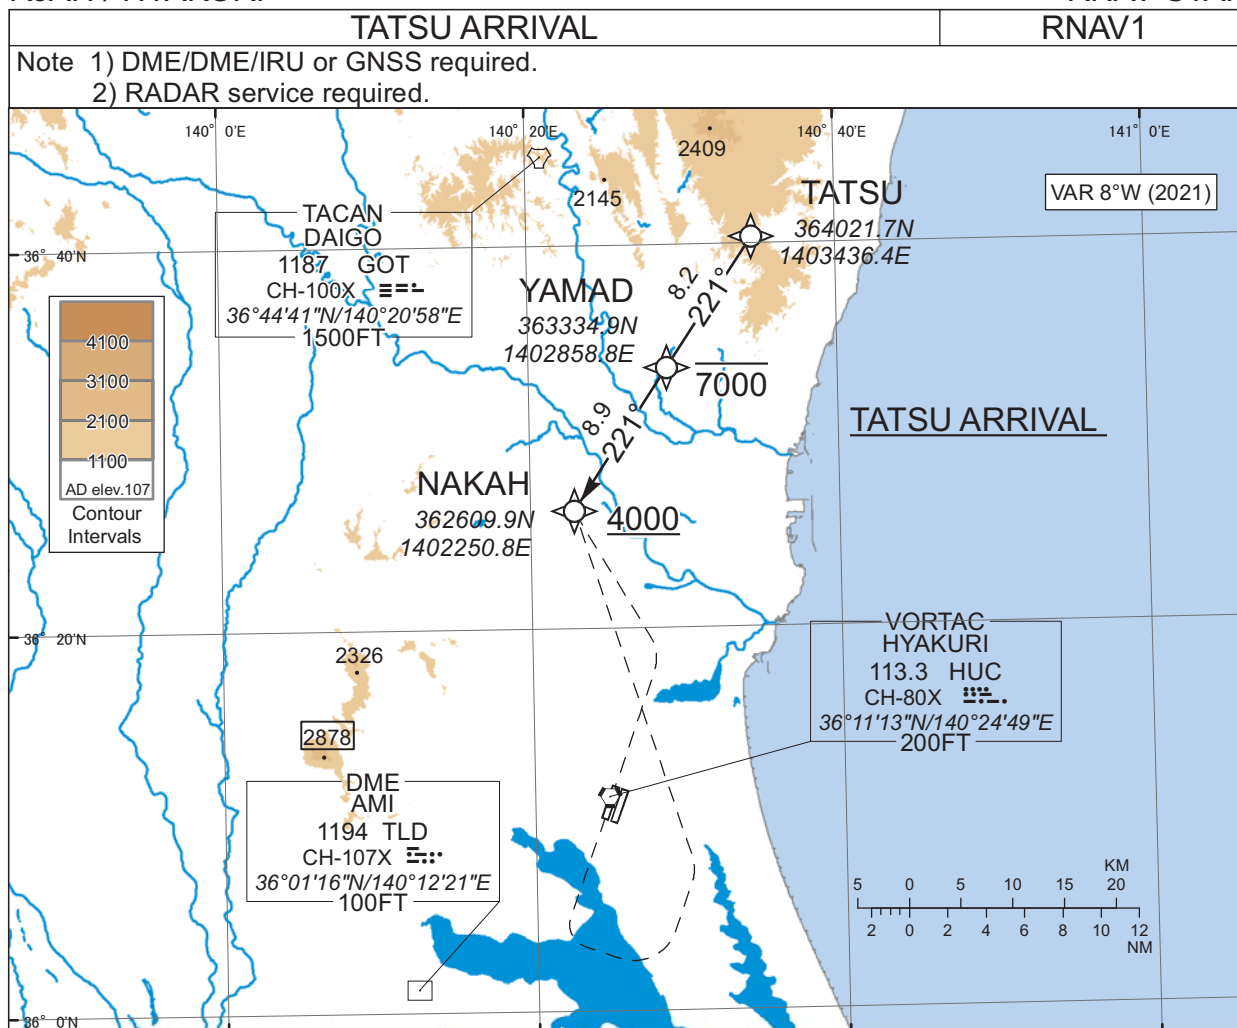 TATSU ARRIVAL
RNAV1
Note 1) DME/DME/IRU or GNSS required.
2) RADAR service required.
140° 0'E
140° 20'E
140° 40'E
141° 0'E
2409
2145
VAR 8°W (2021)
TATSU
364021.7N
1403436.4E
TACAN
DAIGO
1187 GOT
CH-100X
36°44'41"N/140°20'58"E
1500FT
36° 40'N
8.2
221°
YAMAD
363334.9N
1402858.8E
7000
4100
3100
2100
1100
AD elev.107
Contour
Intervals
8.9
221°
TATSU ARRIVAL
NAKAH
362609.9N
1402250.8E
4000
36° 20'N
VORTAC
HYAKURI
113.3 HUC
CH-80X
36°11'13"N/140°24'49"E
200FT
2326
2878
DME
AMI
1194 TLD
CH-107X
36°01'16"N/140°12'21"E
100FT
KM
5 0 5 10 15 20
2 0 2 4 6 8 10 12
NM
36° 0'N